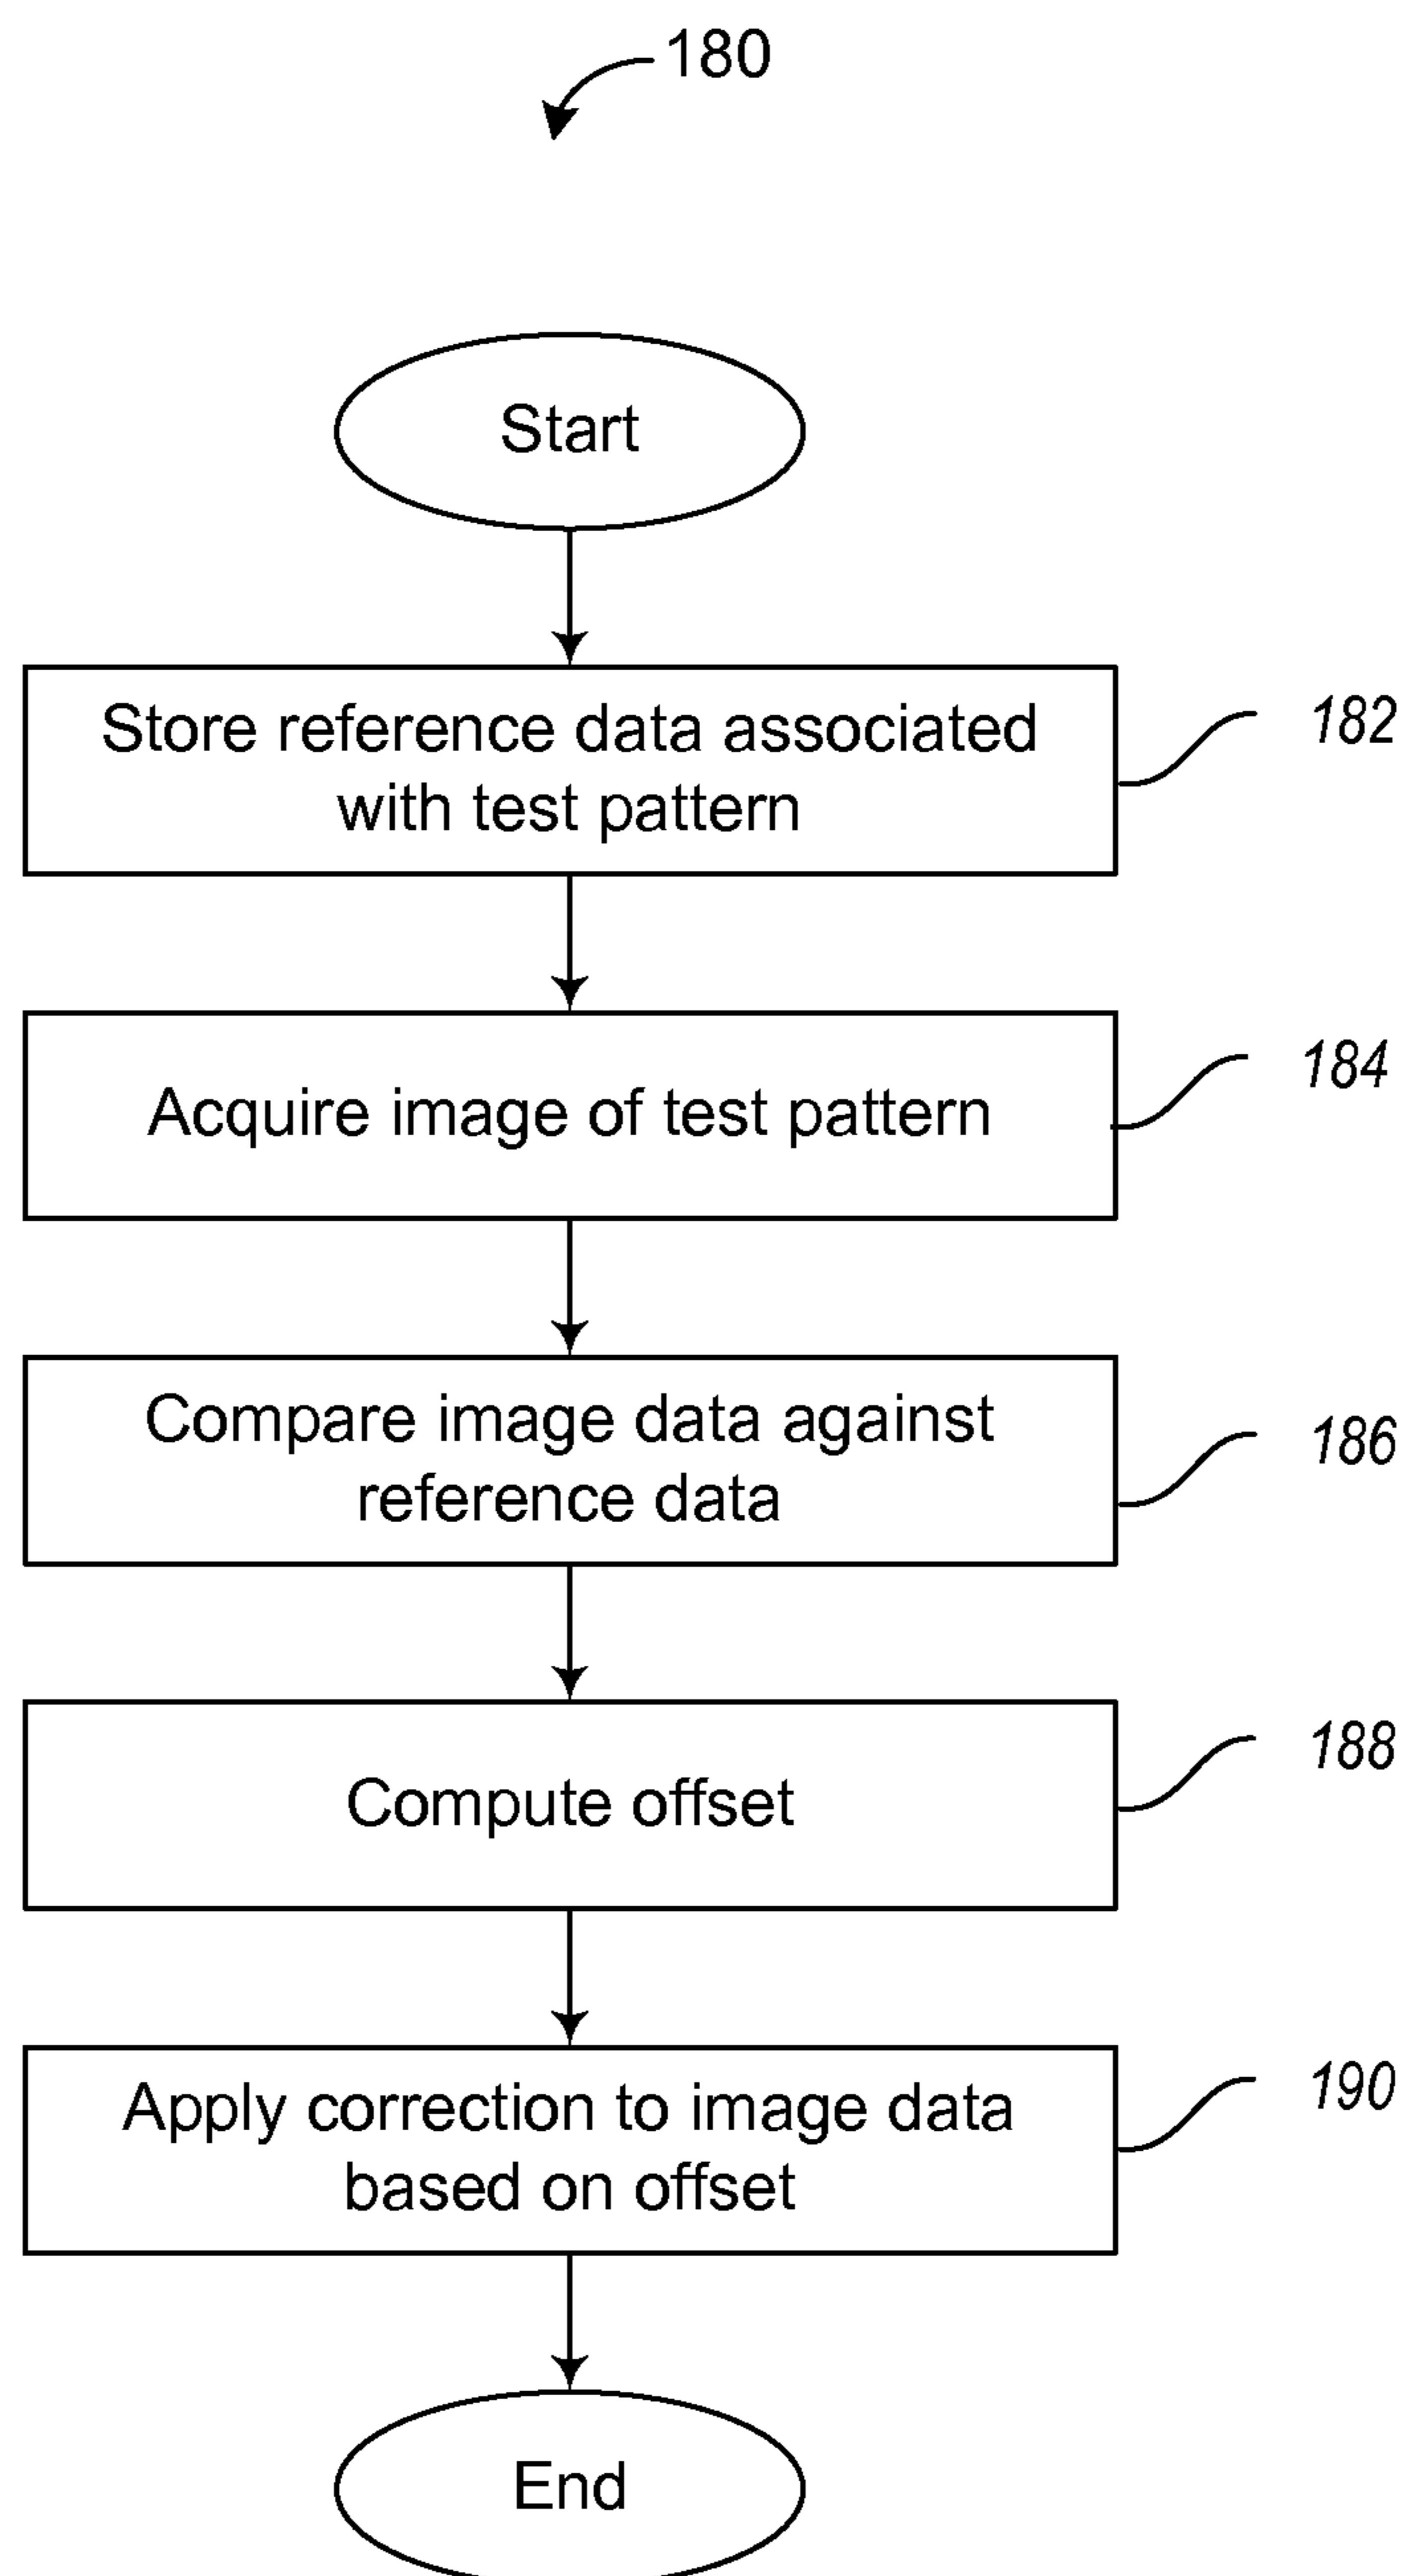 180
Start
Store reference data associated
with test pattern
182
Acquire image of test pattern
184
Compare image data against
reference data
186
Compute offset
188
Apply correction to image data
based on offset
190
End